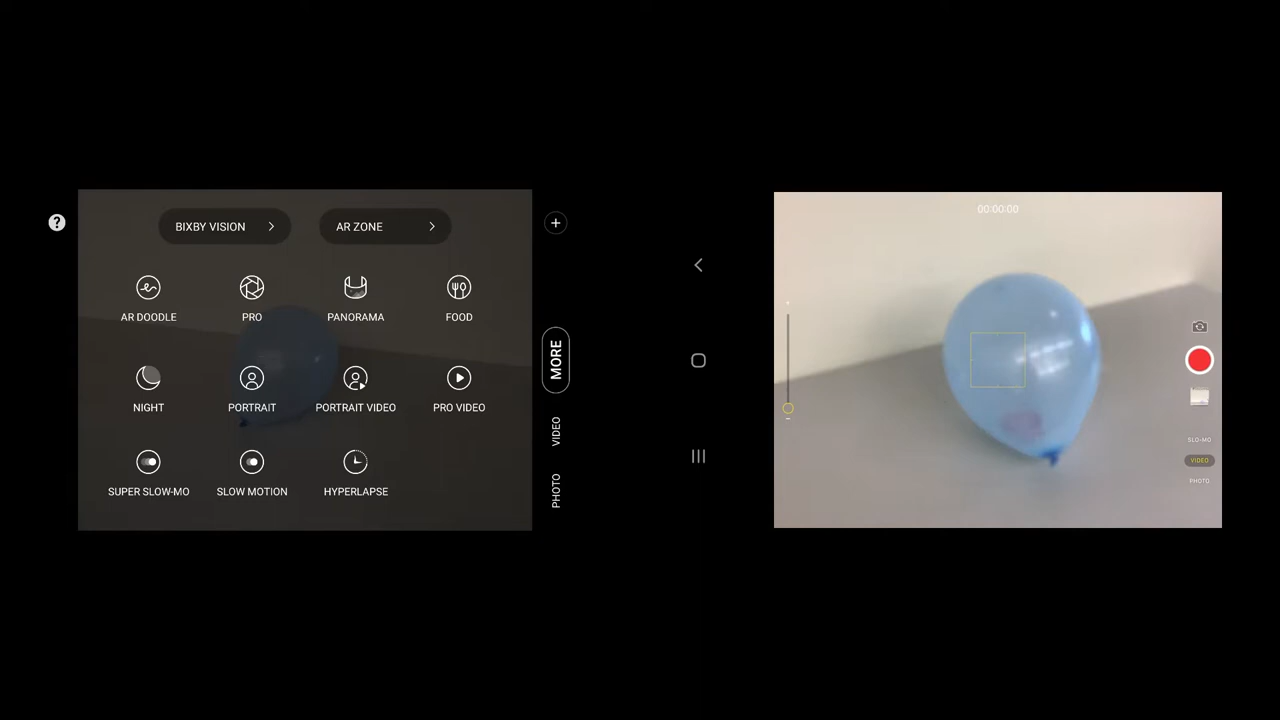 ?
BIXBY VISION >
AR ZONE >
+
AR DOODLE
PRO
PANORAMA
FOOD
NIGHT
PORTRAIT
PORTRAIT VIDEO
PRO VIDEO
SUPER SLOW-MO
SLOW MOTION
HYPERLAPSE
MORE
VIDEO
PHOTO
00:00:00
SLO-MO
VIDEO
PHOTO